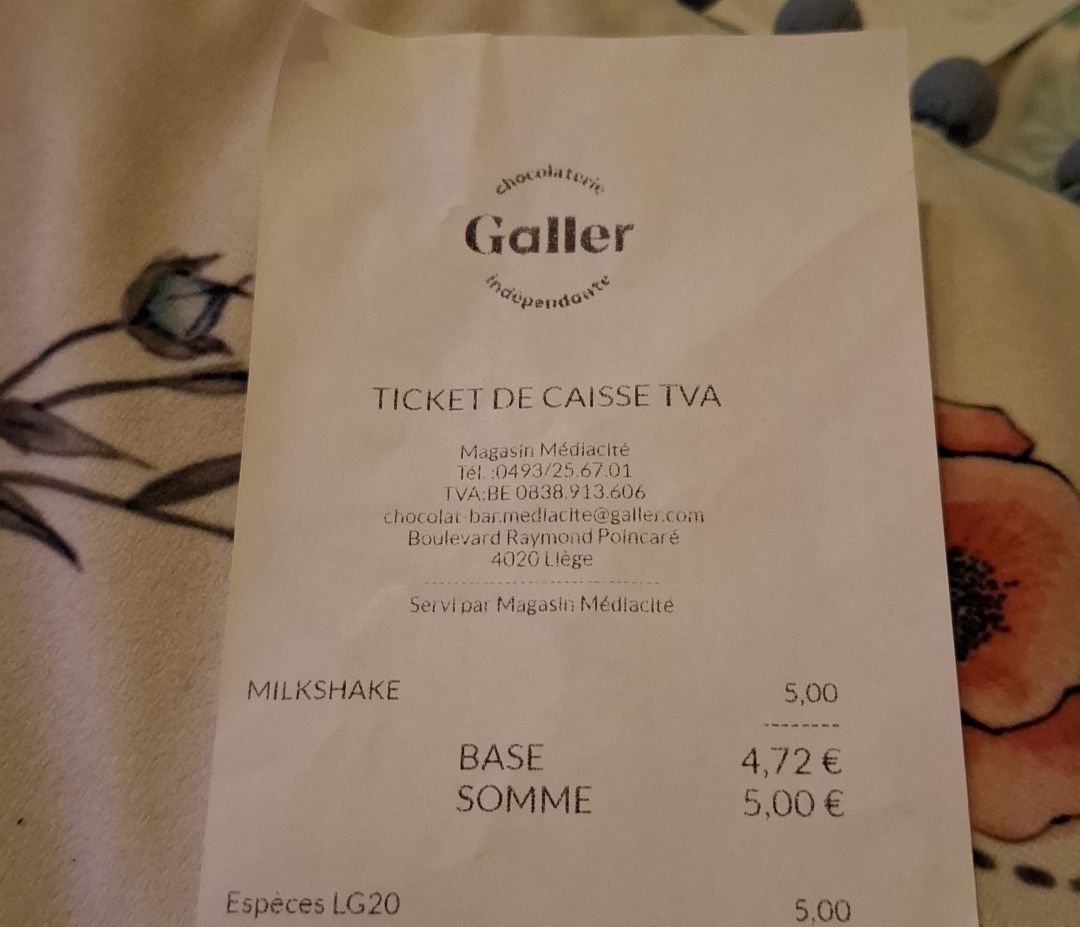 chocolaterie
Galler
indépendante
TICKET DE CAISSE TVA
Magasin Médiacité
Tél. :0493/25.67.01
TVA:BE 0838.913.606
chocolat-bar.mediacite@galler.com
Boulevard Raymond Poincaré
4020 Liège
Servi par Magasin Médiacité
MILKSHAKE 5,00
BASE 4,72 €
SOMME 5,00 €
Espèces LG20 5,00